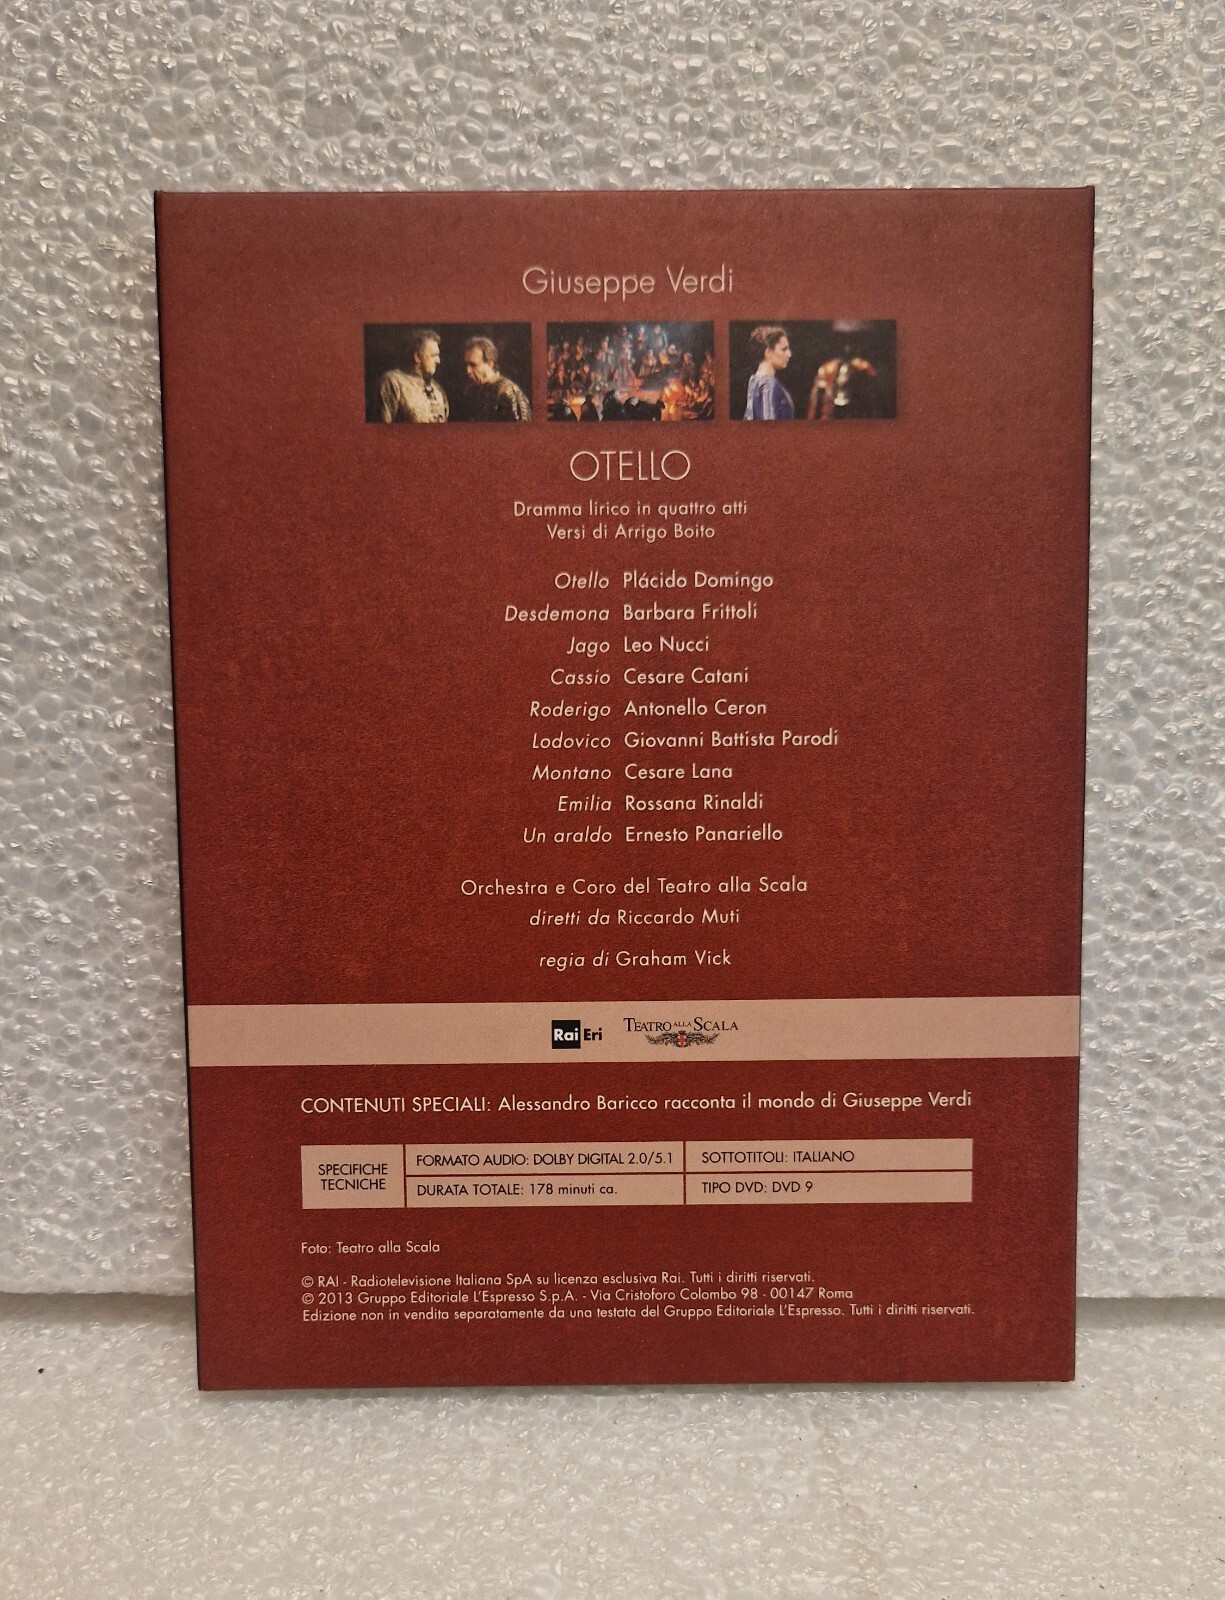 Giuseppe Verdi
OTELLO
Dramma lirico in quattro atti
Versi di Arrigo Boito
Otello Plácido Domingo
Desdemona Barbara Frittoli
Jago Leo Nucci
Cassio Cesare Catani
Roderigo Antonello Ceron
Lodovico Giovanni Battista Parodi
Montano Cesare Lana
Emilia Rossana Rinaldi
Un araldo Ernesto Panariello
Orchestra e Coro del Teatro alla Scala
diretti da Riccardo Muti
regia di Graham Vick
Rai Eri TEATRO ALLA SCALA
CONTENUTI SPECIALI: Alessandro Baricco racconta il mondo di Giuseppe Verdi
SPECIFICHE TECNICHE
FORMATO AUDIO: DOLBY DIGITAL 2.0/5.1 SOTTOTITOLI: ITALIANO
DURATA TOTALE: 178 minuti ca. TIPO DVD: DVD 9
Foto: Teatro alla Scala
© RAI - Radiotelevisione Italiana SpA su licenza esclusiva Rai. Tutti i diritti riservati.
© 2013 Gruppo Editoriale L'Espresso S.p.A. - Via Cristoforo Colombo 98 - 00147 Roma
Edizione non in vendita separatamente da una testata del Gruppo Editoriale L'Espresso. Tutti i diritti riservati.